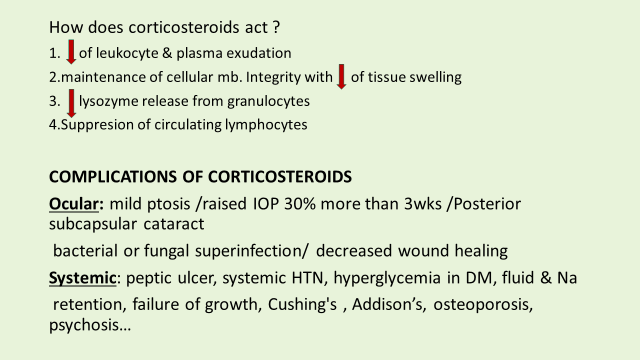 How does corticosteroids act ?
1. of leukocyte & plasma exudation
2.maintenance of cellular mb. Integrity with of tissue swelling
3. lysozyme release from granulocytes
4.Suppresion of circulating lymphocytes
COMPLICATIONS OF CORTICOSTEROIDS
Ocular: mild ptosis /raised IOP 30% more than 3wks /Posterior
subcapsular cataract
bacterial or fungal superinfection/ decreased wound healing
Systemic: peptic ulcer, systemic HTN, hyperglycemia in DM, fluid & Na
retention, failure of growth, Cushing's , Addison’s, osteoporosis,
psychosis…